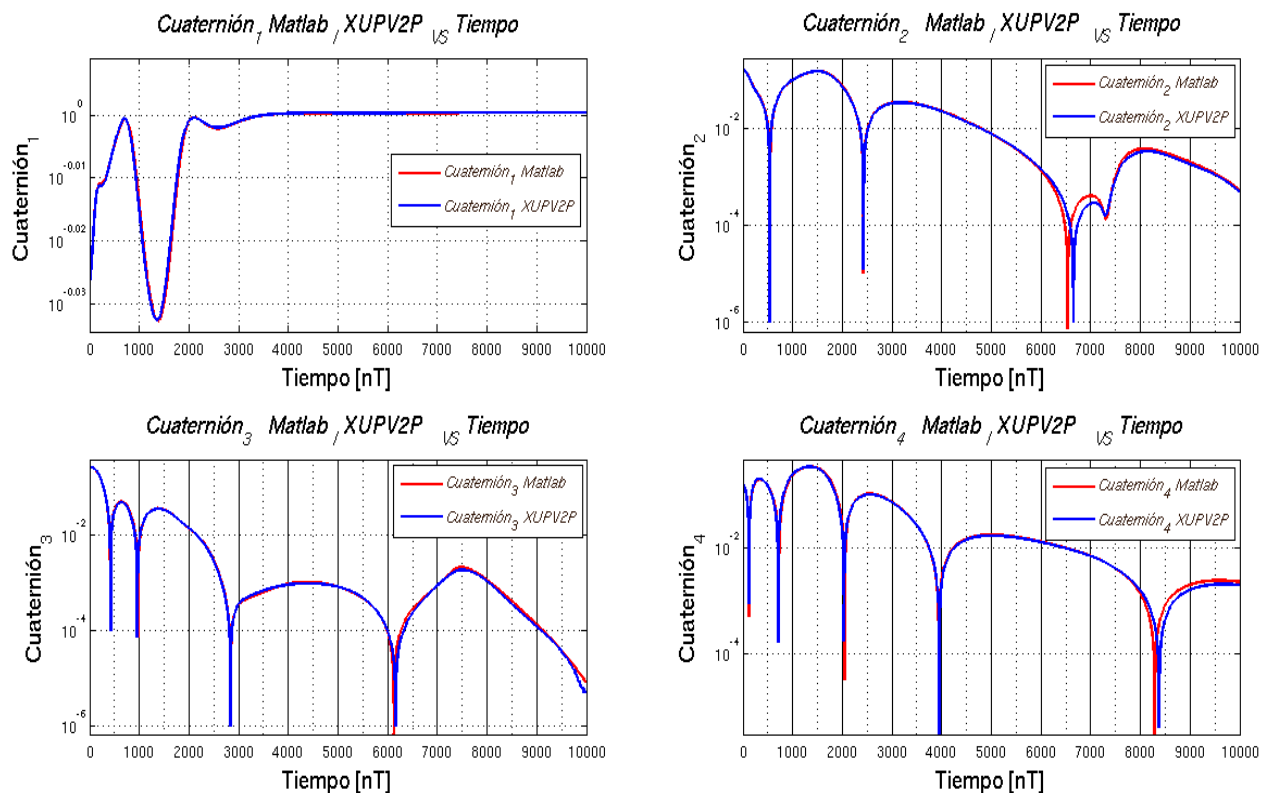 Cuaternión₁ Matlab / XUPV2P vs Tiempo
Cuaternión₁
10⁰
10⁻⁰·⁰¹
10⁻⁰·⁰²
10⁻⁰·⁰³
Cuaternión₁ Matlab
Cuaternión₁ XUPV2P
0 1000 2000 3000 4000 5000 6000 7000 8000 9000 10000
Tiempo [nT]
Cuaternión₂ Matlab / XUPV2P vs Tiempo
Cuaternión₂
10⁻²
10⁻⁴
10⁻⁶
Cuaternión₂ Matlab
Cuaternión₂ XUPV2P
0 1000 2000 3000 4000 5000 6000 7000 8000 9000 10000
Tiempo [nT]
Cuaternión₃ Matlab / XUPV2P vs Tiempo
Cuaternión₃
10⁻²
10⁻⁴
10⁻⁶
Cuaternión₃ Matlab
Cuaternión₃ XUPV2P
0 1000 2000 3000 4000 5000 6000 7000 8000 9000 10000
Tiempo [nT]
Cuaternión₄ Matlab / XUPV2P vs Tiempo
Cuaternión₄
10⁻²
10⁻⁴
Cuaternión₄ Matlab
Cuaternión₄ XUPV2P
0 1000 2000 3000 4000 5000 6000 7000 8000 9000 10000
Tiempo [nT]